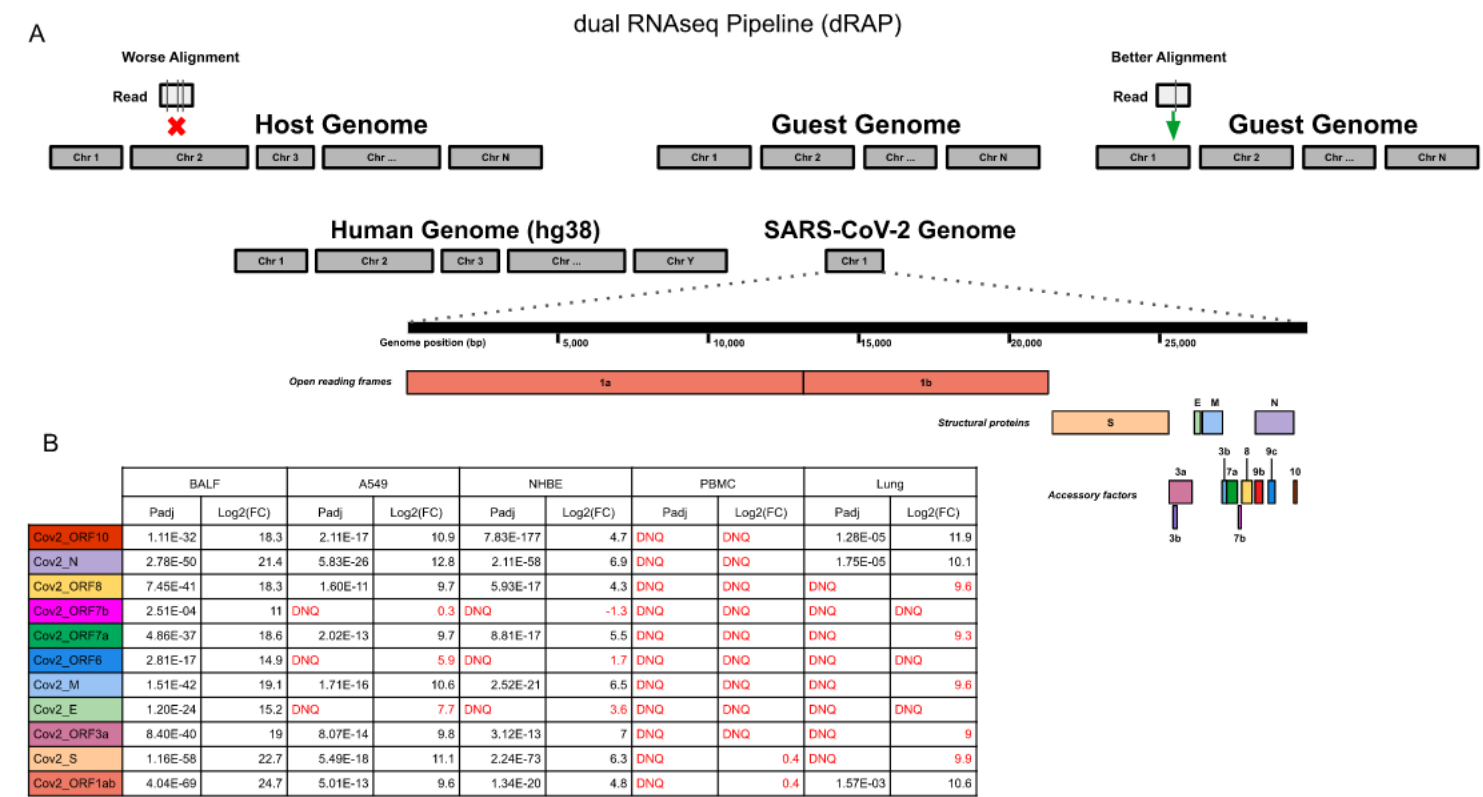 dual RNAseq Pipeline (dRAP)
A
Worse Alignment
Better Alignment
Read
Read
Host Genome
Guest Genome
Guest Genome
Chr 1 Chr 2 Chr 3 Chr ... Chr N
Chr 1 Chr 2 Chr ... Chr N
Chr 1 Chr 2 Chr ... Chr N
Human Genome (hg38)
SARS-CoV-2 Genome
Chr 1 Chr 2 Chr 3 Chr ... Chr Y
Chr 1
Genome position (bp) 5,000 10,000 15,000 20,000 25,000
Open reading frames 1a 1b
Structural proteins S E M N
Accessory factors 3a 3b 7a 8 9b 9c 10
3b 7b
B
BALF A549 NHBE PBMC Lung
Padj Log2(FC) Padj Log2(FC) Padj Log2(FC) Padj Log2(FC) Padj Log2(FC)
Cov2_ORF10 1.11E-32 18.3 2.11E-17 10.9 7.83E-177 4.7 DNQ DNQ 1.28E-05 11.9
Cov2_N 2.78E-50 21.4 5.83E-26 12.8 2.11E-58 6.9 DNQ DNQ 1.75E-05 10.1
Cov2_ORF8 7.45E-41 18.3 1.60E-11 9.7 5.93E-17 4.3 DNQ DNQ DNQ 9.6
Cov2_ORF7b 2.51E-04 11 DNQ 0.3 DNQ -1.3 DNQ DNQ DNQ DNQ
Cov2_ORF7a 4.86E-37 18.6 2.02E-13 9.7 8.81E-17 5.5 DNQ DNQ DNQ 9.3
Cov2_ORF6 2.81E-17 14.9 DNQ 5.9 DNQ 1.7 DNQ DNQ DNQ DNQ
Cov2_M 1.51E-42 19.1 1.71E-16 10.6 2.52E-21 6.5 DNQ DNQ DNQ 9.6
Cov2_E 1.20E-24 15.2 DNQ 7.7 DNQ 3.6 DNQ DNQ DNQ DNQ
Cov2_ORF3a 8.40E-40 19 8.07E-14 9.8 3.12E-13 7 DNQ DNQ DNQ 9
Cov2_S 1.16E-58 22.7 5.49E-18 11.1 2.24E-73 6.3 DNQ 0.4 DNQ 9.9
Cov2_ORF1ab 4.04E-69 24.7 5.01E-13 9.6 1.34E-20 4.8 DNQ 0.4 1.57E-03 10.6